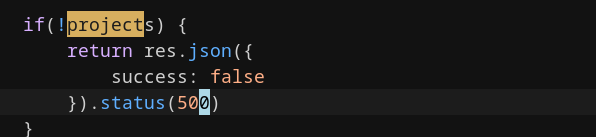 if(!projects) {
    return res.json({
        success: false
    }).status(500)
}